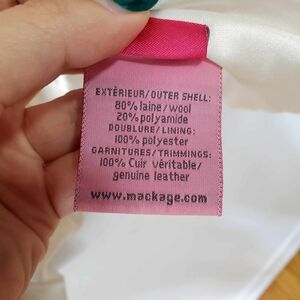 EXTÉRIEUR/OUTER SHELL:
80% laine/wool
20% polyamide
DOUBLURE/LINING:
100% polyester
GARNITURES/TRIMMINGS:
100% Cuir véritable/
genuine leather
www.mackage.com